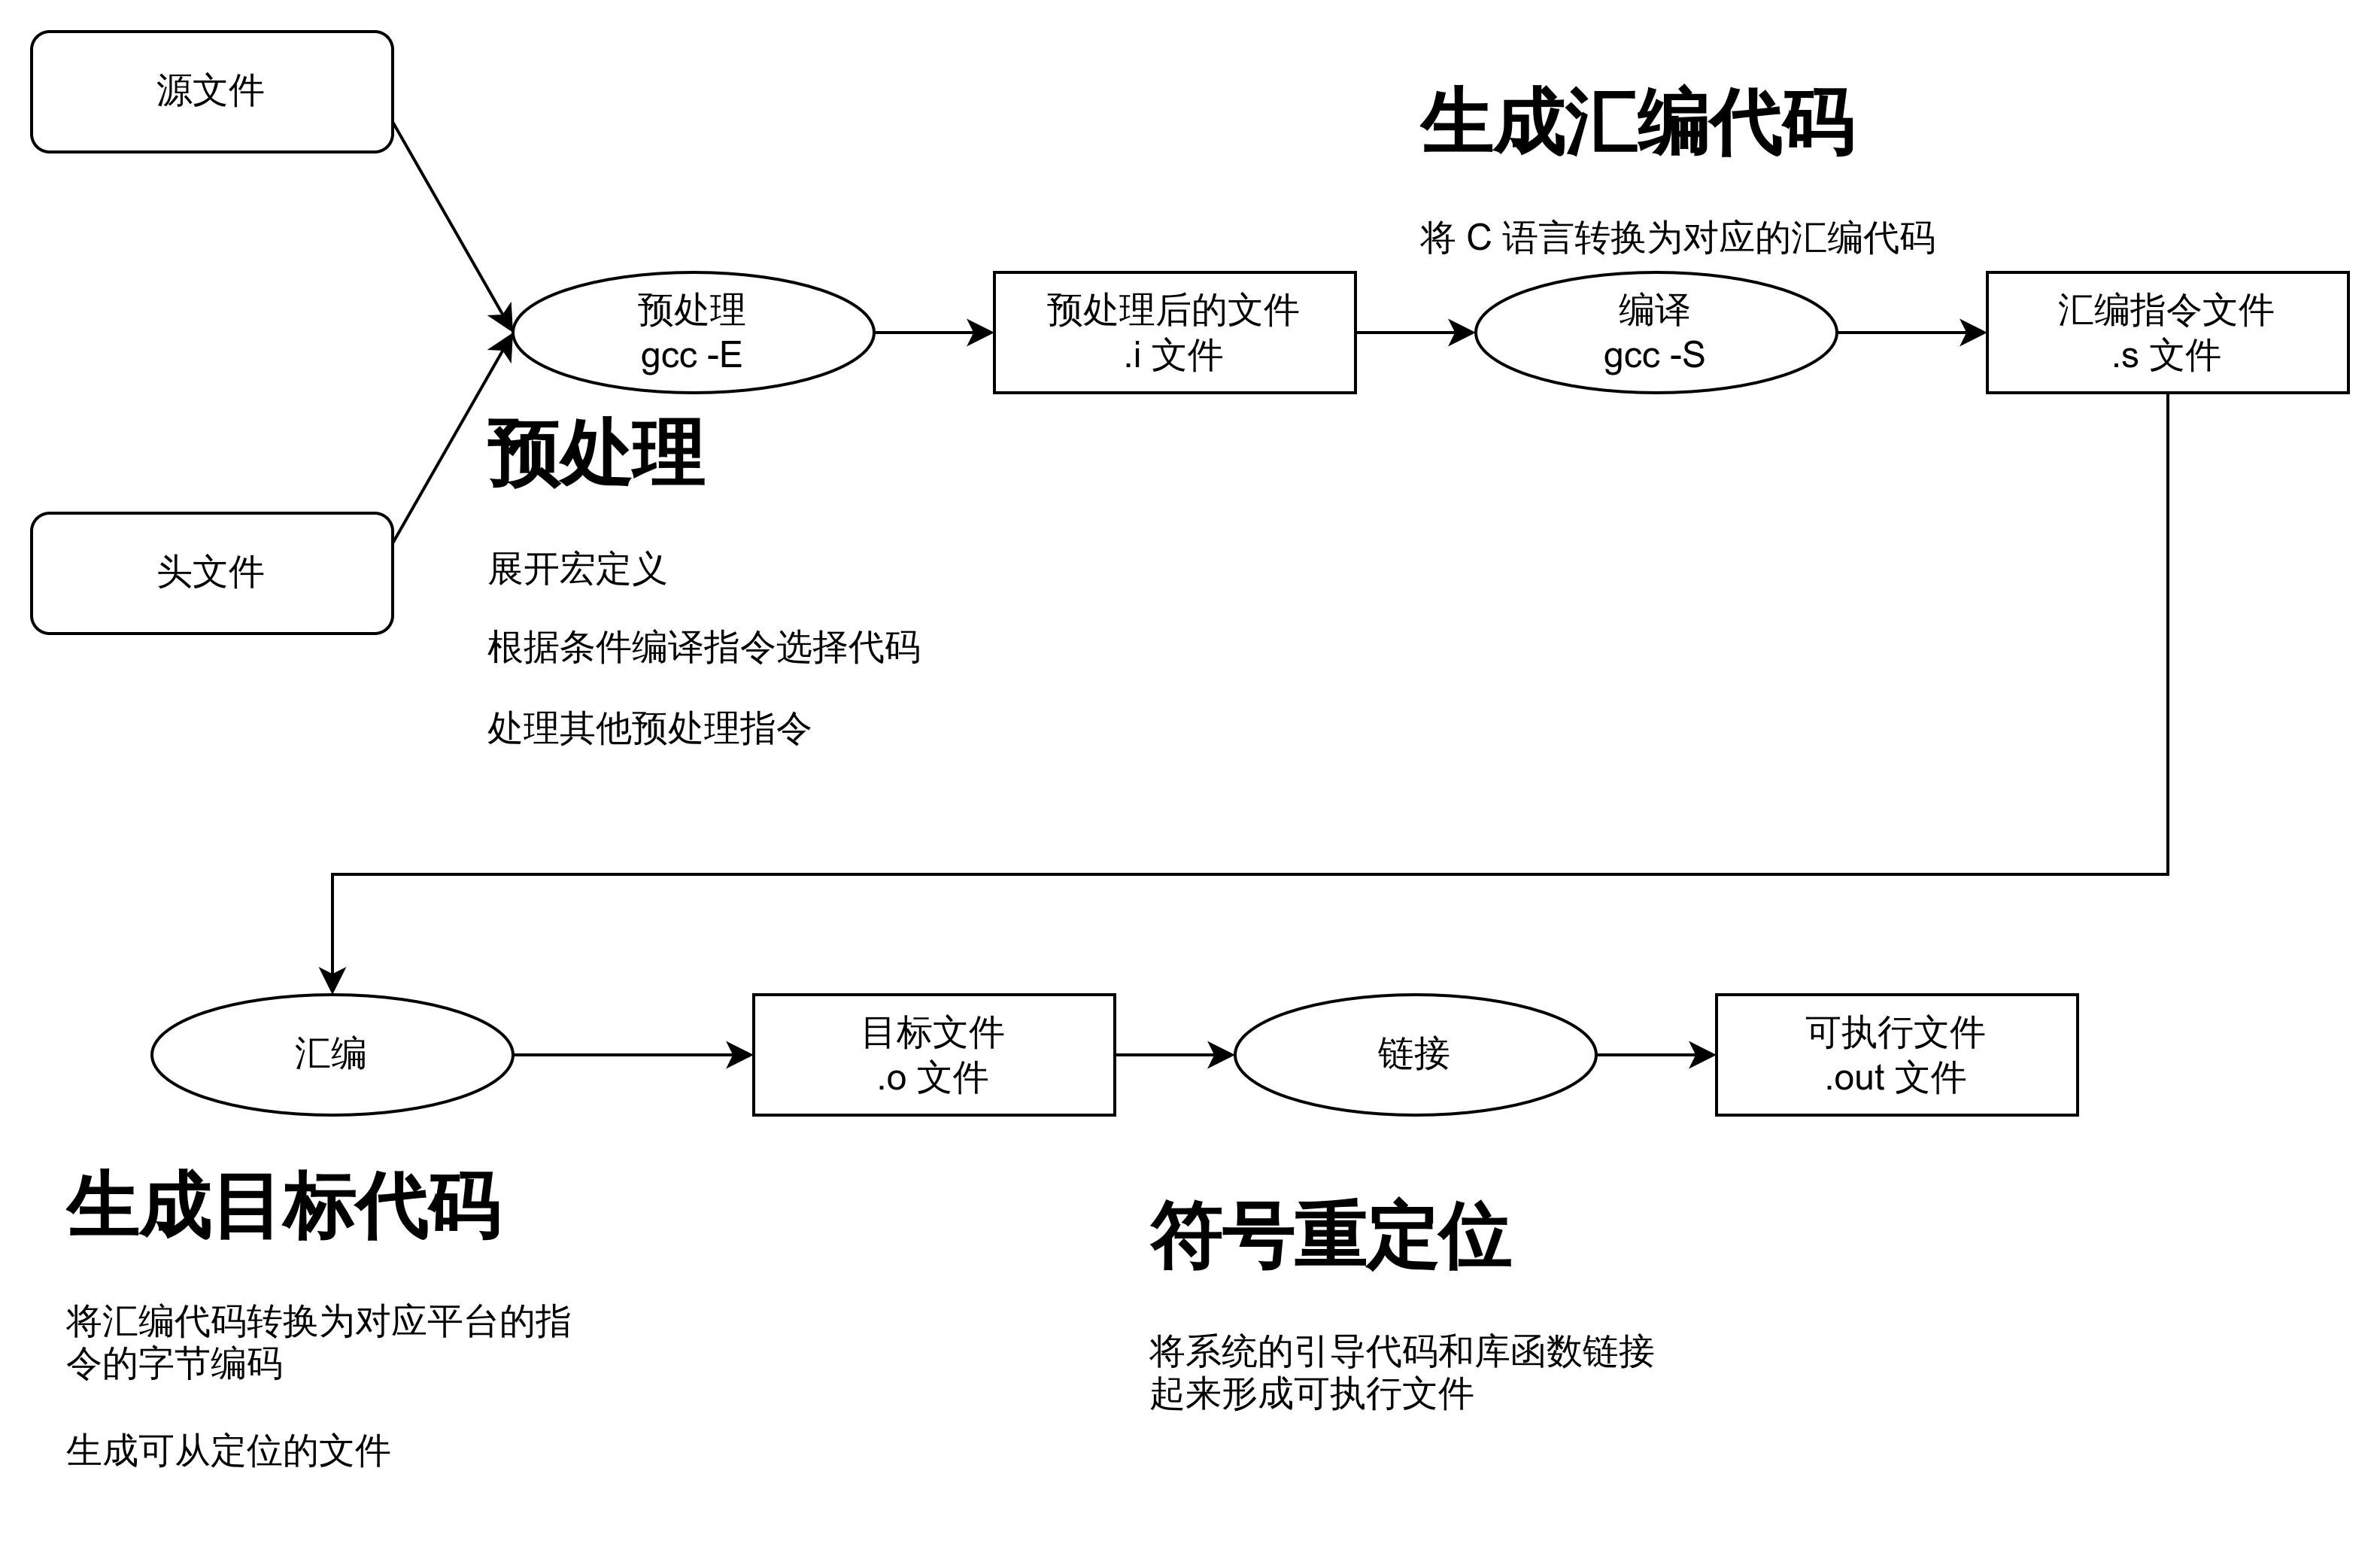 源文件
生成汇编代码
将 C 语言转换为对应的汇编代码
预处理
gcc -E
预处理后的文件
.i 文件
编译
gcc -S
汇编指令文件
.s 文件
预处理
头文件
展开宏定义
根据条件编译指令选择代码
处理其他预处理指令
汇编
目标文件
.o 文件
链接
可执行文件
.out 文件
生成目标代码
将汇编代码转换为对应平台的指
令的字节编码
生成可从定位的文件
符号重定位
将系统的引导代码和库函数链接
起来形成可执行文件